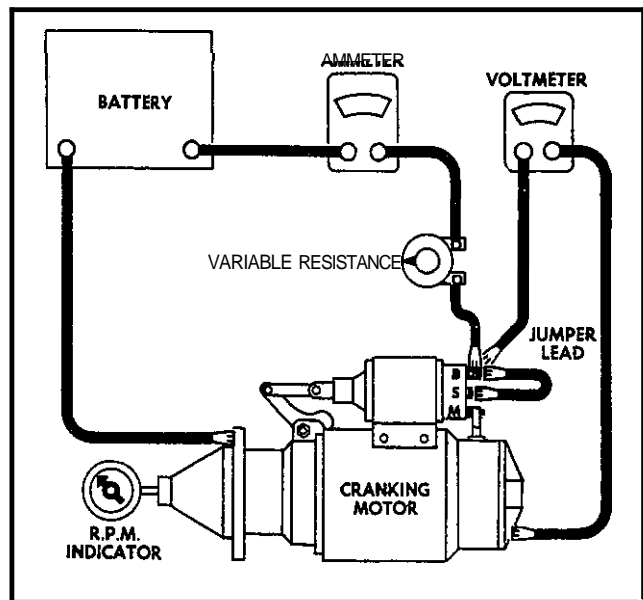 BATTERY
AMMETER
VOLTMETER
VARIABLE RESISTANCE
JUMPER
LEAD
B
S
M
CRANKING
MOTOR
R.P.M.
INDICATOR